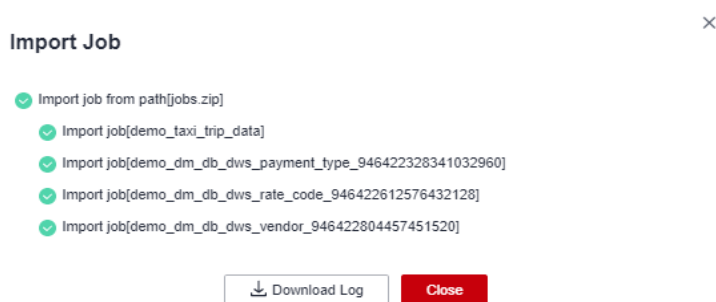 Import Job
Import job from path[jobs.zip]
Import job[demo_taxi_trip_data]
Import job[demo_dm_db_dws_payment_type_946422328341032960]
Import job[demo_dm_db_dws_rate_code_946422612576432128]
Import job[demo_dm_db_dws_vendor_946422804457451520]
Download Log
Close